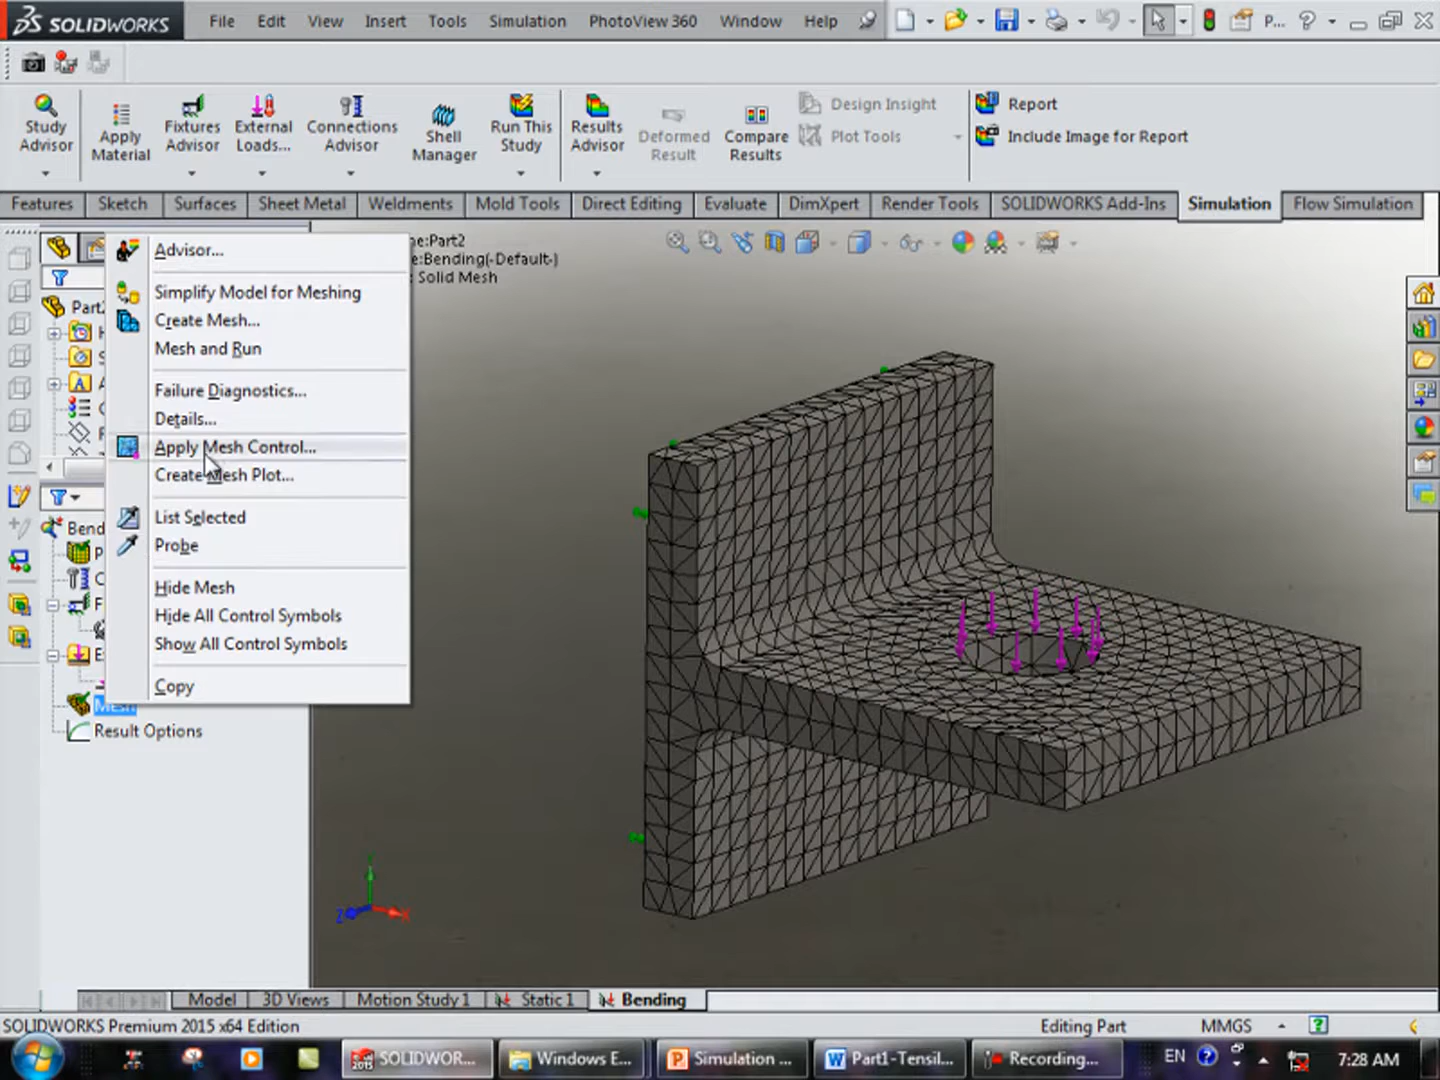 SOLIDWORKS File Edit View Insert Tools Simulation PhotoView 360 Window Help P...
Study Advisor
Apply Material
Fixtures Advisor
External Loads...
Connections Advisor
Shell Manager
Run This Study
Results Advisor
Deformed Result
Compare Results
Design Insight
Plot Tools
Report
Include Image for Report
Features Sketch Surfaces Sheet Metal Weldments Mold Tools Direct Editing Evaluate DimXpert Render Tools SOLIDWORKS Add-Ins Simulation Flow Simulation
me:Part2
e:Bending(-Default-)
Solid Mesh
Part2
Advisor...
Simplify Model for Meshing
Create Mesh...
Mesh and Run
Failure Diagnostics...
Details...
Apply Mesh Control...
Create Mesh Plot...
List Selected
Probe
Hide Mesh
Hide All Control Symbols
Show All Control Symbols
Copy
Bend
Mesh
Result Options
Z X
Model 3D Views Motion Study 1 Static 1 Bending
SOLIDWORKS Premium 2015 x64 Edition Editing Part MMGS
SOLIDWOR... Windows E... Simulation ... Part1-Tensil... Recording... EN 7:28 AM